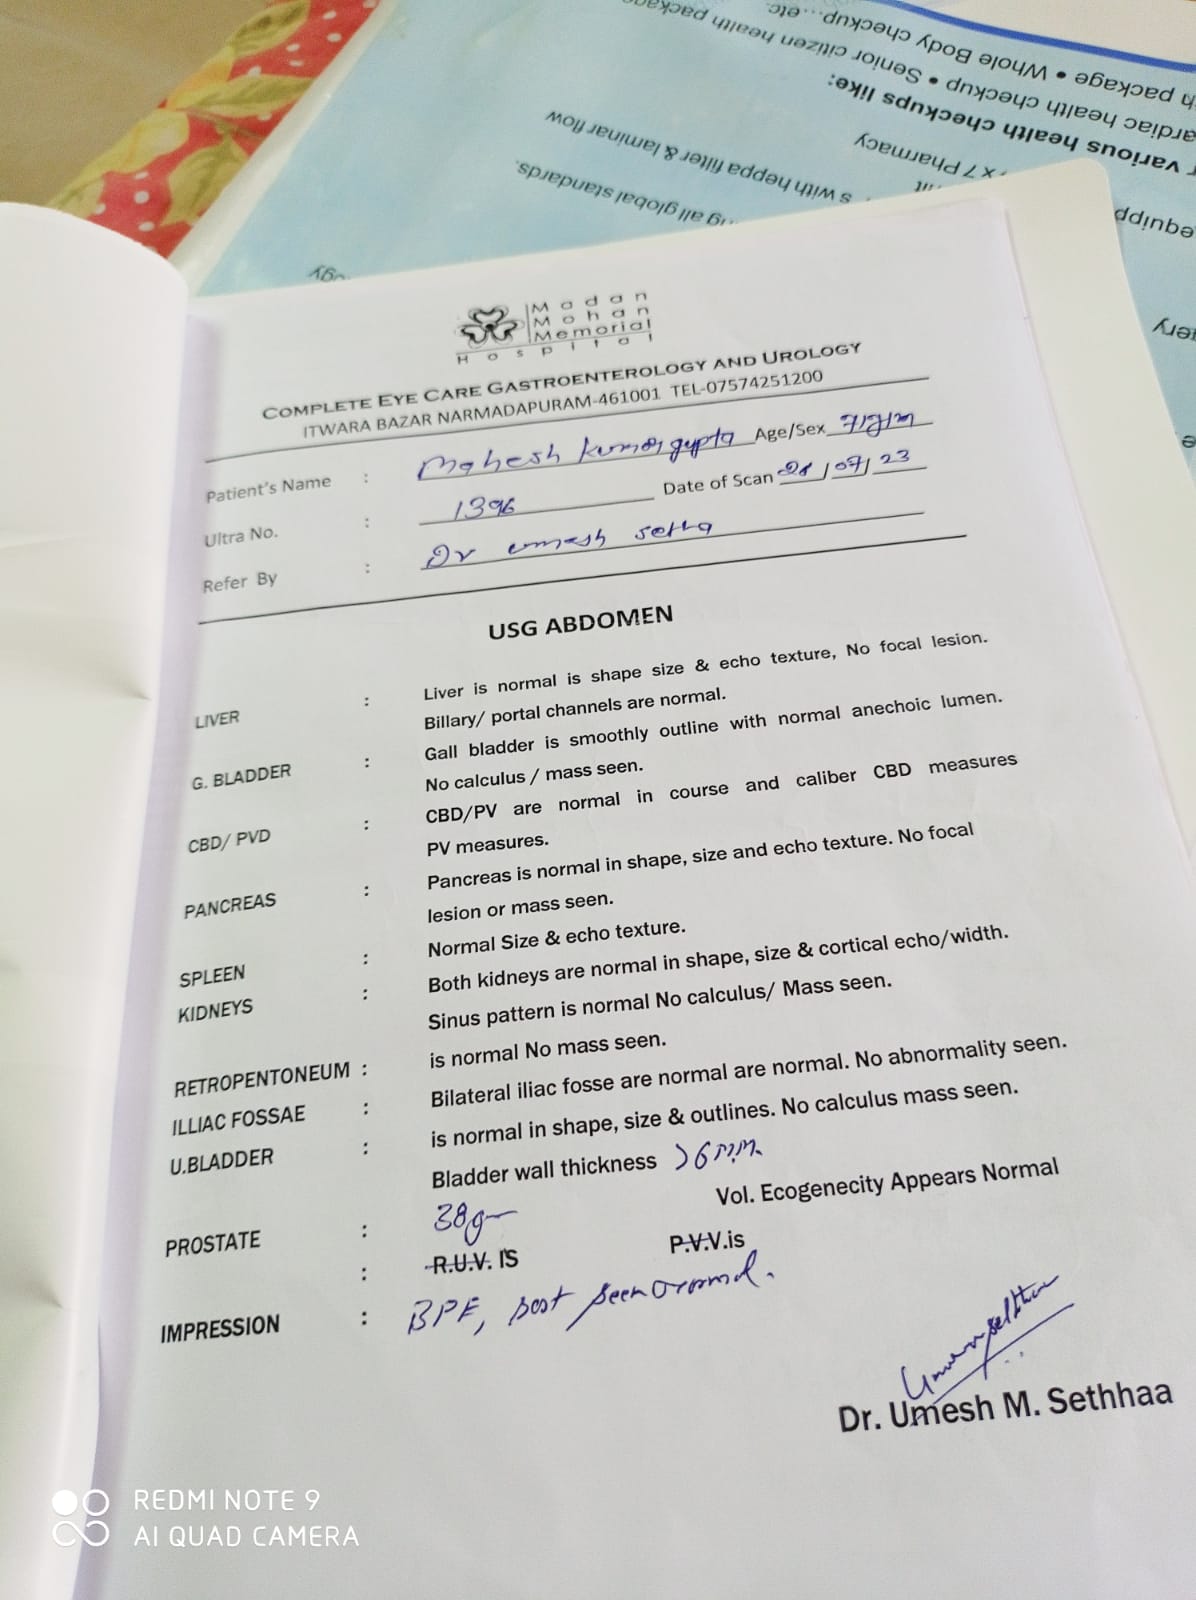 h package • Whole Body checkup...etc.
ardiac health checkup • Senior citizen health package
r various health checkups like:
x 7 Pharmacy
s with heppa filter & laminar flow
all global standards.
equipp
Madan
Mohan
Memorial
Hospital
COMPLETE EYE CARE GASTROENTEROLOGY AND UROLOGY
ITWARA BAZAR NARMADAPURAM-461001 TEL-07574251200
Patient's Name : Mahesh Kumar gupta Age/Sex
Ultra No. : 1396 Date of Scan 28/07/23
Refer By : Dr umesh setha
USG ABDOMEN
LIVER : Liver is normal is shape size & echo texture, No focal lesion.
Billary/ portal channels are normal.
G. BLADDER : Gall bladder is smoothly outline with normal anechoic lumen.
No calculus / mass seen.
CBD/ PVD : CBD/PV are normal in course and caliber CBD measures
PV measures.
PANCREAS : Pancreas is normal in shape, size and echo texture. No focal
lesion or mass seen.
SPLEEN : Normal Size & echo texture.
KIDNEYS : Both kidneys are normal in shape, size & cortical echo/width.
Sinus pattern is normal No calculus/ Mass seen.
RETROPENTONEUM : is normal No mass seen.
ILLIAC FOSSAE : Bilateral iliac fosse are normal are normal. No abnormality seen.
U.BLADDER : is normal in shape, size & outlines. No calculus mass seen.
Bladder wall thickness >6mm.
PROSTATE : 38g Vol. Ecogenecity Appears Normal
: R.U.V. IS P.V.V.is
IMPRESSION : BPE, post
Dr. Umesh M. Sethhaa
REDMI NOTE 9
AI QUAD CAMERA